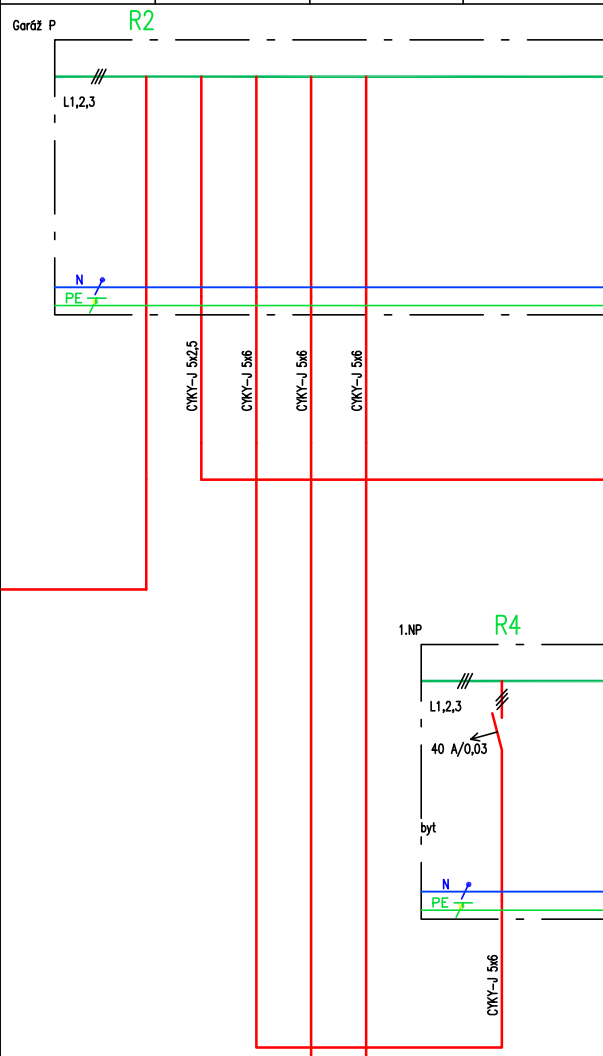 Garáž P
R2
L1,2,3
N
PE
CYKY-J 5x2,5
CYKY-J 5x6
CYKY-J 5x6
CYKY-J 5x6
1.NP
R4
L1,2,3
40 A/0,03
byt
N
PE
CYKY-J 5x6